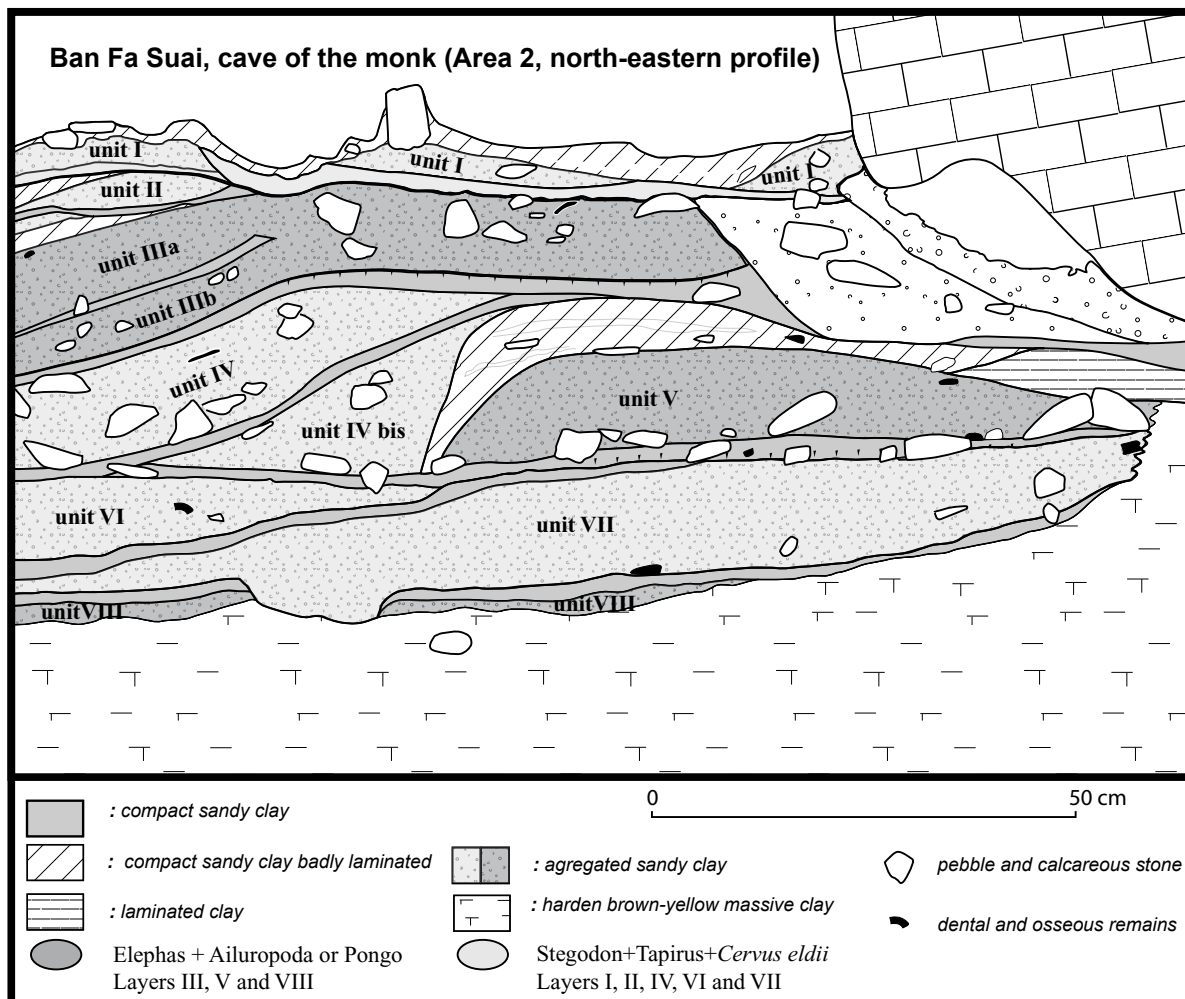 Ban Fa Suai, cave of the monk (Area 2, north-eastern profile)
unit I
unit I
unit I
unit II
unit IIIa
unit IIIb
unit IV
unit IV bis
unit V
unit VI
unit VII
unitVIII
unitVIII
: compact sandy clay
: compact sandy clay badly laminated
: laminated clay
Elephas + Ailuropoda or Pongo
Layers III, V and VIII
0 50 cm
: agregated sandy clay
: harden brown-yellow massive clay
Stegodon+Tapirus+Cervus eldii
Layers I, II, IV, VI and VII
pebble and calcareous stone
dental and osseous remains